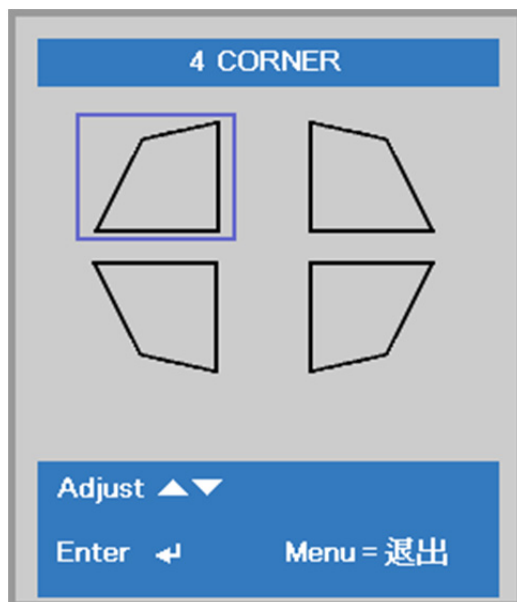 4 CORNER
Adjust ▲▼
Enter ↵ Menu = 退出